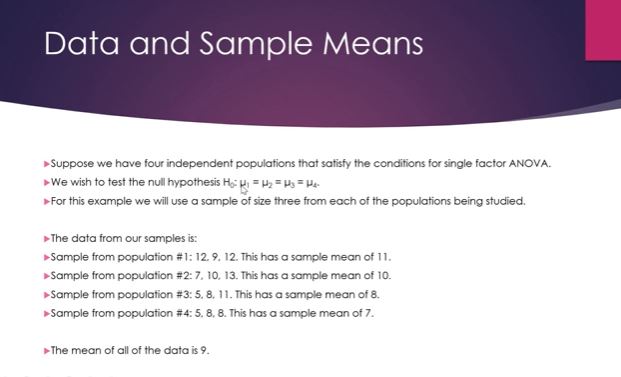 Data and Sample Means
Suppose we have four independent populations that satisfy the conditions for single factor ANOVA.
We wish to test the null hypothesis H₀: μ₁ = μ₂ = μ₃ = μ₄.
For this example we will use a sample of size three from each of the populations being studied.
The data from our samples is:
Sample from population #1: 12, 9, 12. This has a sample mean of 11.
Sample from population #2: 7, 10, 13. This has a sample mean of 10.
Sample from population #3: 5, 8, 11. This has a sample mean of 8.
Sample from population #4: 5, 8, 8. This has a sample mean of 7.
The mean of all of the data is 9.